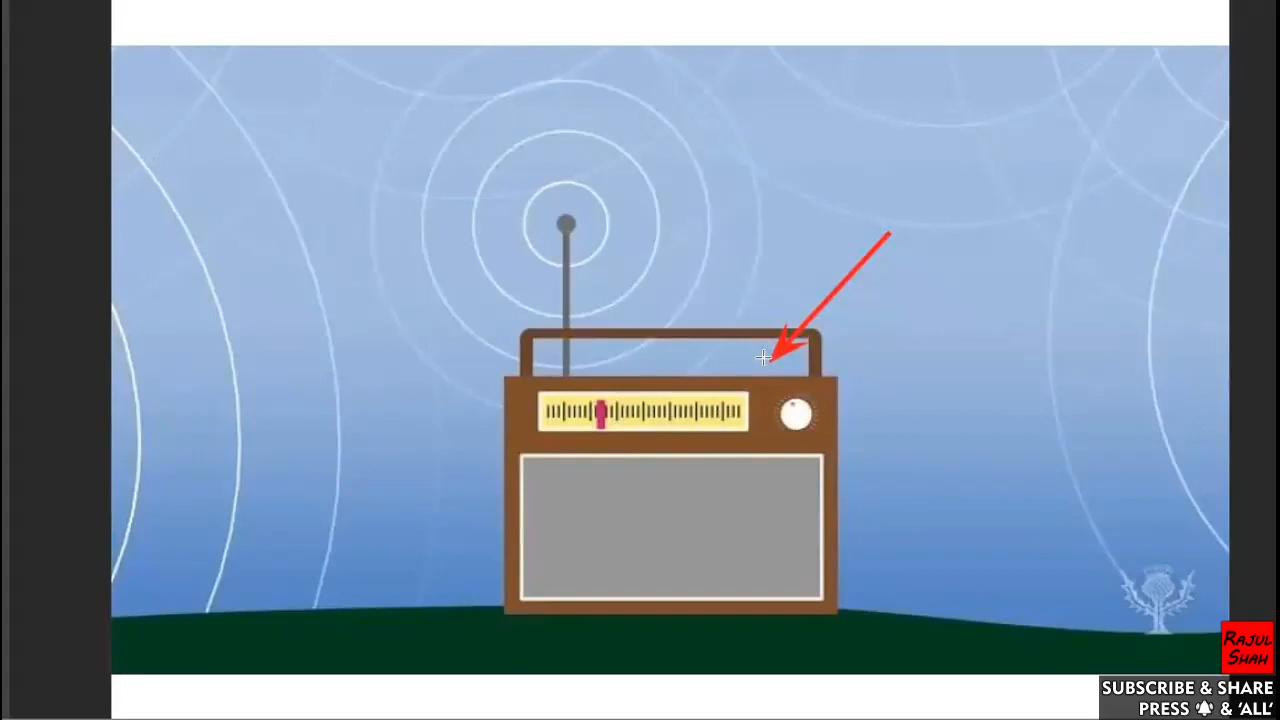 RAJUL
SHAH
SUBSCRIBE & SHARE
PRESS 🔔 & 'ALL'